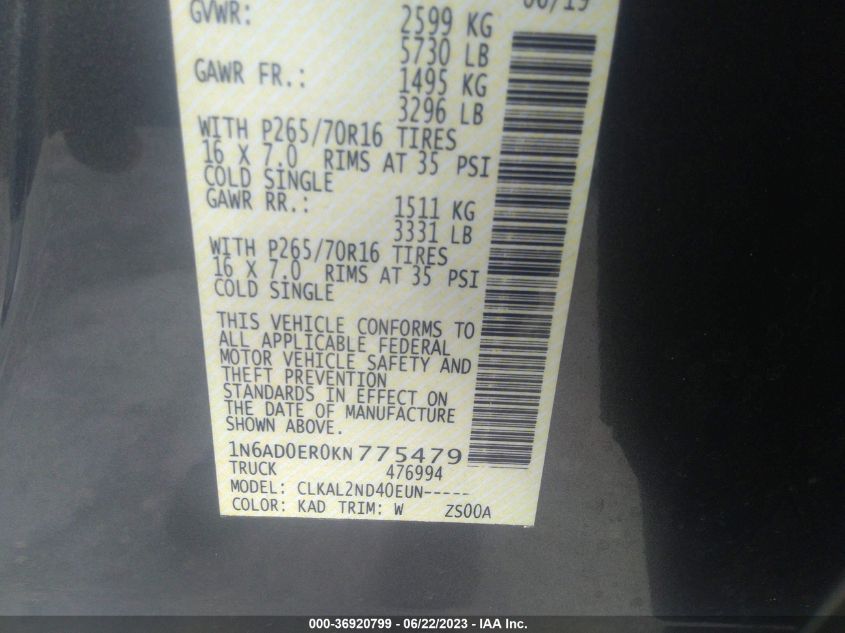 06/19
GVWR: 2599 KG
5730 LB
GAWR FR.: 1495 KG
3296 LB
WITH P265/70R16 TIRES
16 X 7.0 RIMS AT 35 PSI
COLD SINGLE
GAWR RR.: 1511 KG
3331 LB
WITH P265/70R16 TIRES
16 X 7.0 RIMS AT 35 PSI
COLD SINGLE
THIS VEHICLE CONFORMS TO
ALL APPLICABLE FEDERAL
MOTOR VEHICLE SAFETY AND
THEFT PREVENTION
STANDARDS IN EFFECT ON
THE DATE OF MANUFACTURE
SHOWN ABOVE.
1N6AD0ER0KN775479
TRUCK 476994
MODEL: CLKAL2ND40EUN-----
COLOR: KAD TRIM: W ZS00A
000-36920799 - 06/22/2023 - IAA Inc.